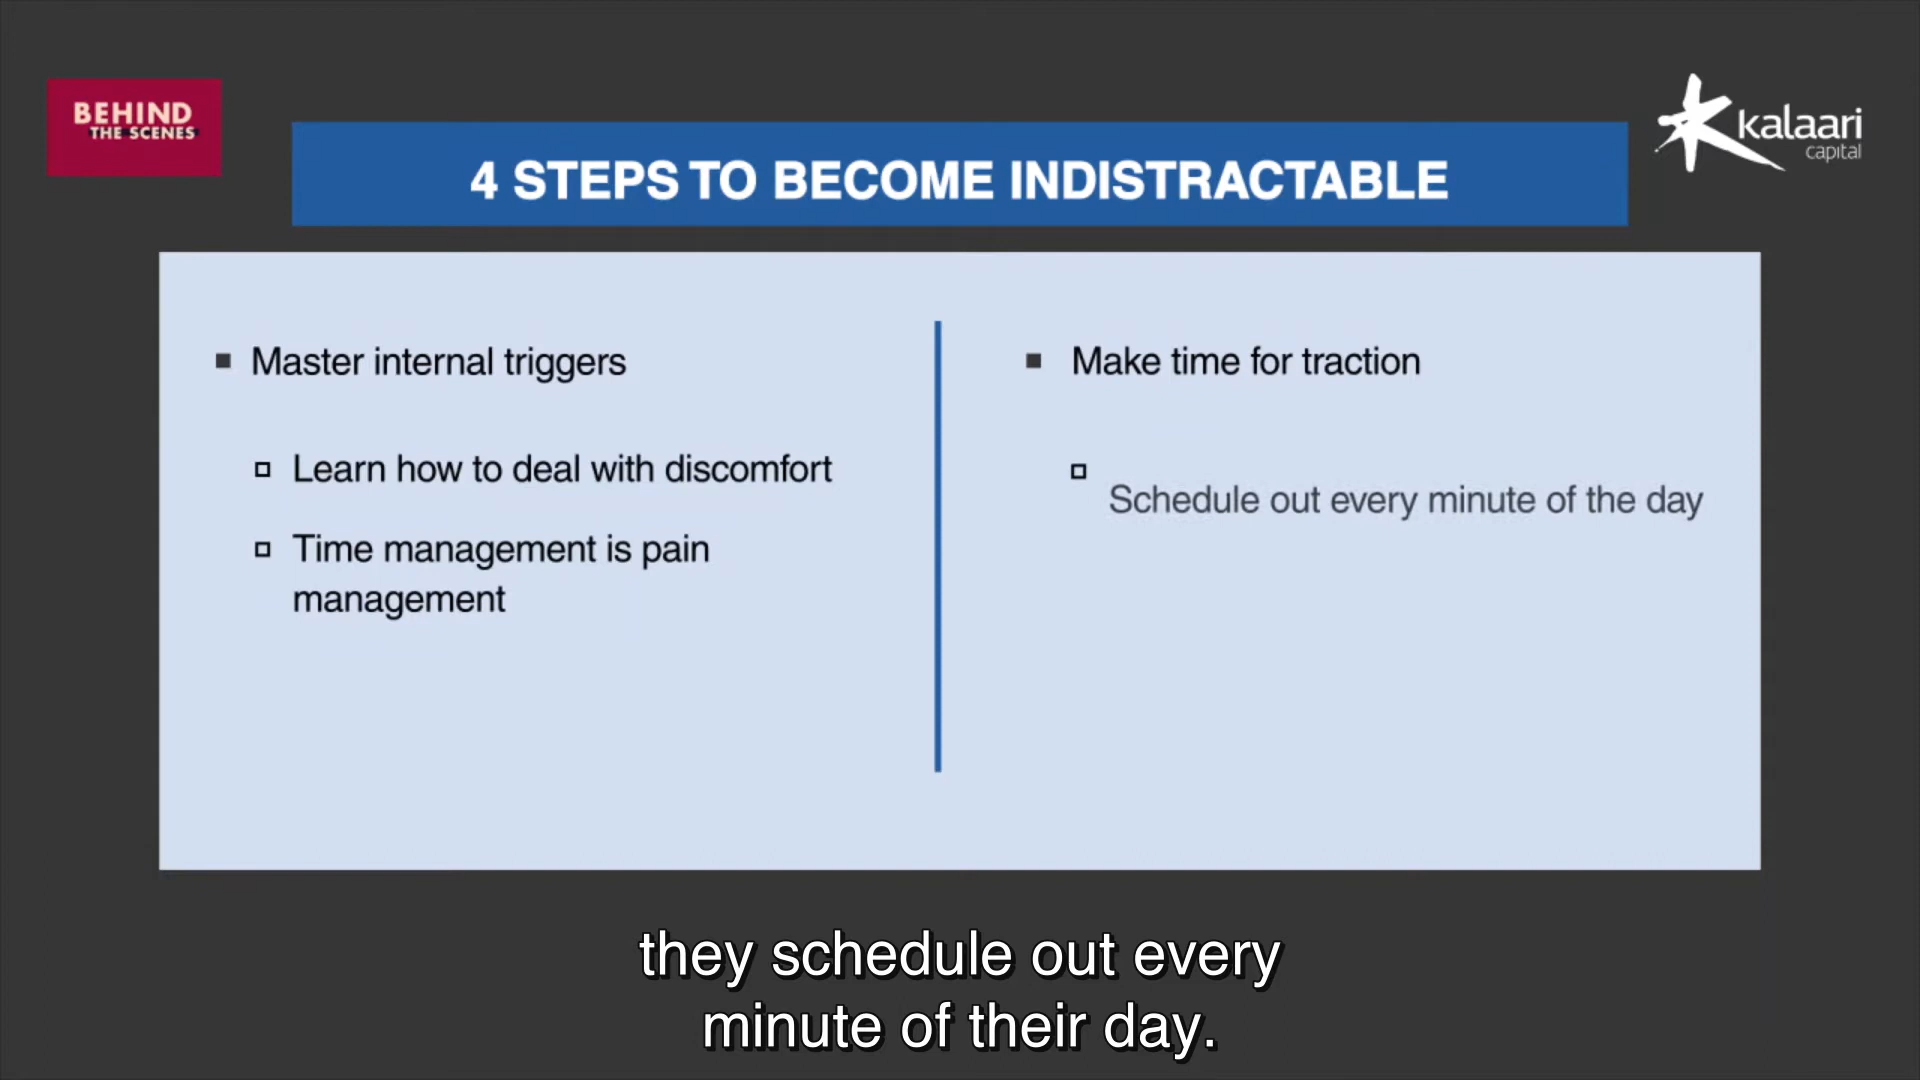 BEHIND
THE SCENES
kalaari
capital
4 STEPS TO BECOME INDISTRACTABLE
Master internal triggers
Learn how to deal with discomfort
Time management is pain
management
Make time for traction
Schedule out every minute of the day
they schedule out every
minute of their day.